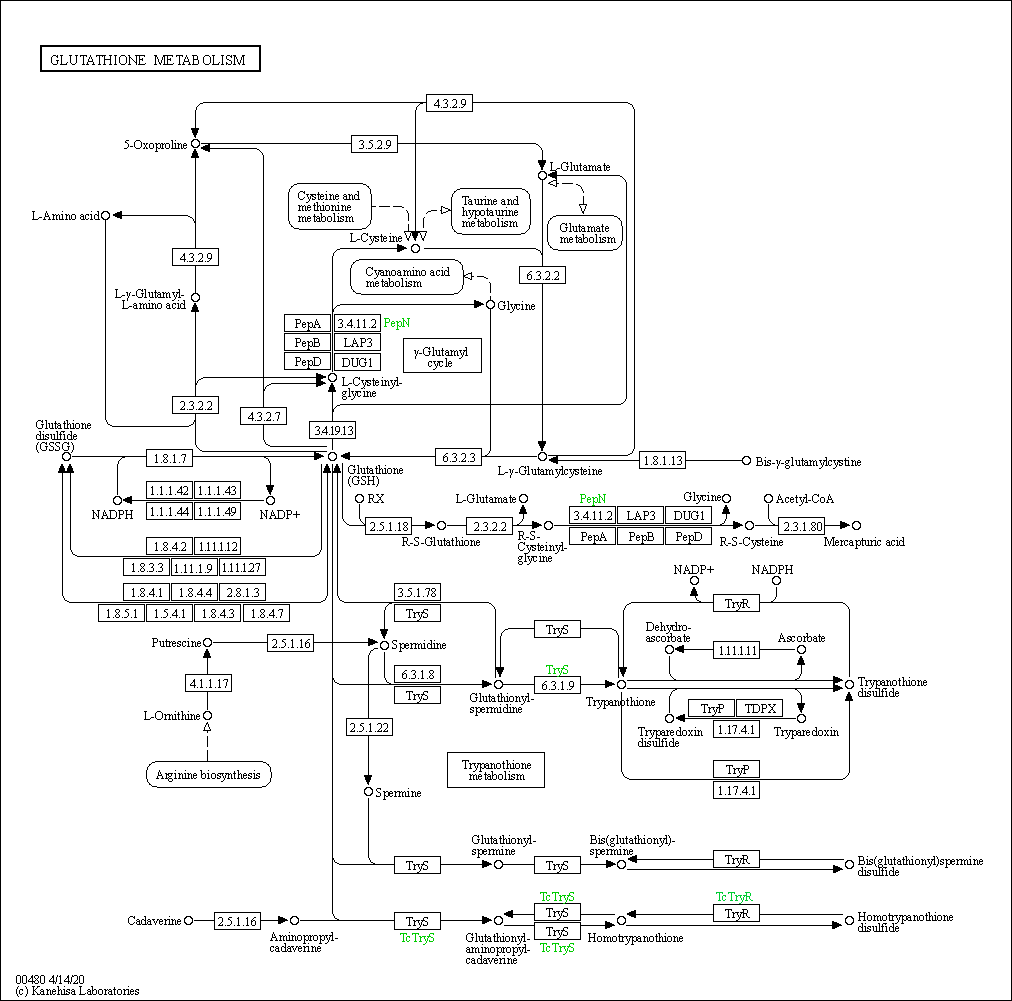 GLUTATHIONE METABOLISM
4.3.2.9
5-Oxoproline
3.5.2.9
L-Glutamate
Cysteine and
methionine
metabolism
Taurine and
hypotaurine
metabolism
L-Amino acid
Glutamate
metabolism
L-Cysteine
4.3.2.9
Cyanoamino acid
metabolism
6.3.2.2
L-γ-Glutamyl-
L-amino acid
Glycine
PepA
3.4.11.2
PepN
PepB
LAP3
γ-Glutamyl
cycle
PepD
DUG1
L-Cysteinyl-
glycine
2.3.2.2
4.3.2.7
3.4.19.13
Glutathione
disulfide
(GSSG)
1.8.1.7
6.3.2.3
1.8.1.13
Bis-γ-glutamylcystine
Glutathione
(GSH)
L-γ-Glutamylcysteine
1.1.1.42
1.1.1.43
NADPH
NADP+
1.1.1.44
1.1.1.49
RX
L-Glutamate
PepN
Glycine
Acetyl-CoA
3.4.11.2
LAP3
DUG1
2.5.1.18
2.3.2.2
2.3.1.80
R-S-Glutathione
R-S-
Cysteinyl-
glycine
PepA
PepB
PepD
R-S-Cysteine
Mercapturic acid
1.8.4.2
1.11.1.12
1.8.3.3
1.11.1.9
1.11.1.27
NADP+
NADPH
1.8.4.1
1.8.4.4
2.8.1.3
3.5.1.78
TryR
1.8.5.1
1.5.4.1
1.8.4.3
1.8.4.7
TryS
TryS
Dehydro-
ascorbate
Ascorbate
Putrescine
2.5.1.16
Spermidine
1.11.1.11
6.3.1.8
TryS
TryS
6.3.1.9
4.1.1.17
Glutathionyl-
spermidine
Trypanothione
Trypanothione
disulfide
L-Ornithine
2.5.1.22
TryP
TDPX
1.17.4.1
Tryparedoxin
disulfide
Tryparedoxin
Arginine biosynthesis
Trypanothione
metabolism
TryP
1.17.4.1
Spermine
Glutathionyl-
spermine
Bis(glutathionyl)-
spermine
TryS
TryS
TryR
Bis(glutathionyl)spermine
disulfide
TcTryS
TcTryR
Cadaverine
2.5.1.16
TryS
TryS
TryR
Homotrypanothione
disulfide
TryS
Aminopropyl-
cadaverine
TcTryS
Glutathionyl-
aminopropyl-
cadaverine
TcTryS
Homotrypanothione
00480 4/14/20
(c) Kanehisa Laboratories